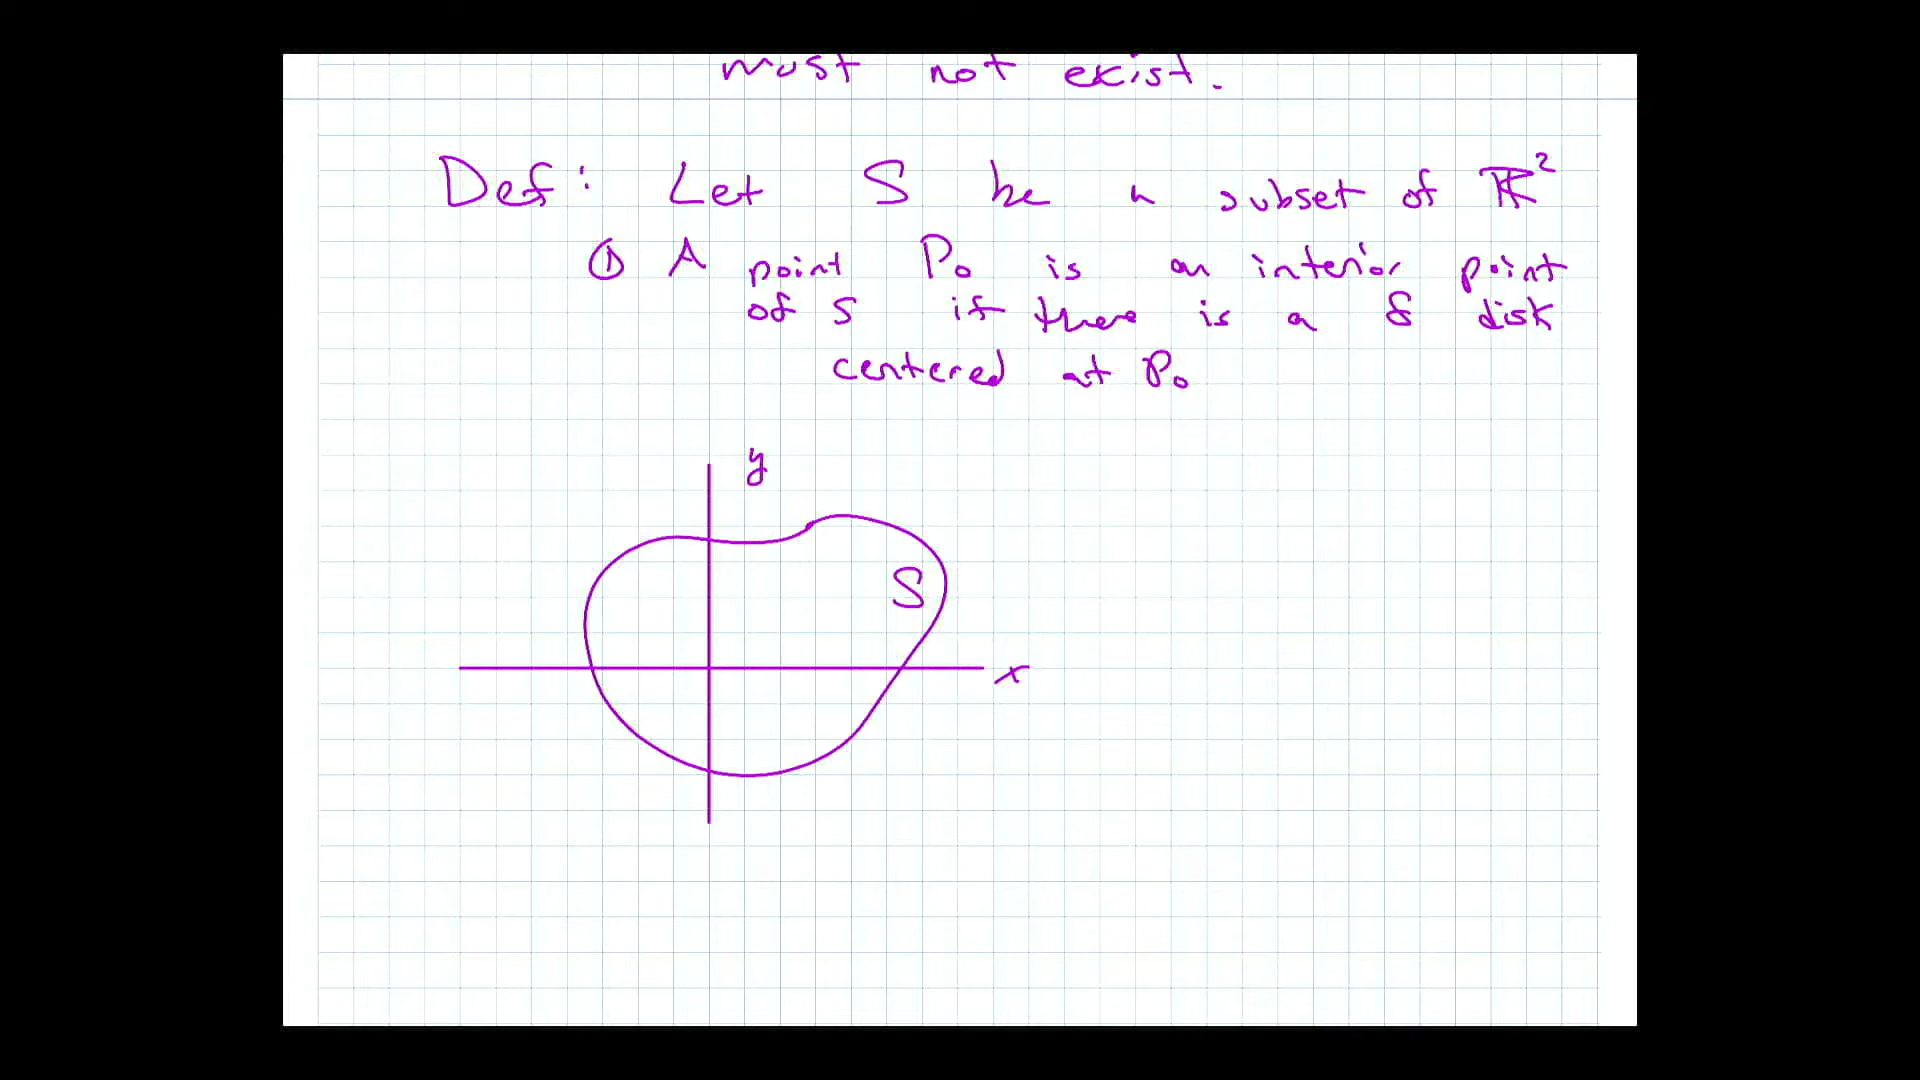 must not exist.
Def: Let S be a subset of ℝ²
① A point P₀ is an interior point
of S if there is a δ disk
centered at P₀
y
S
x